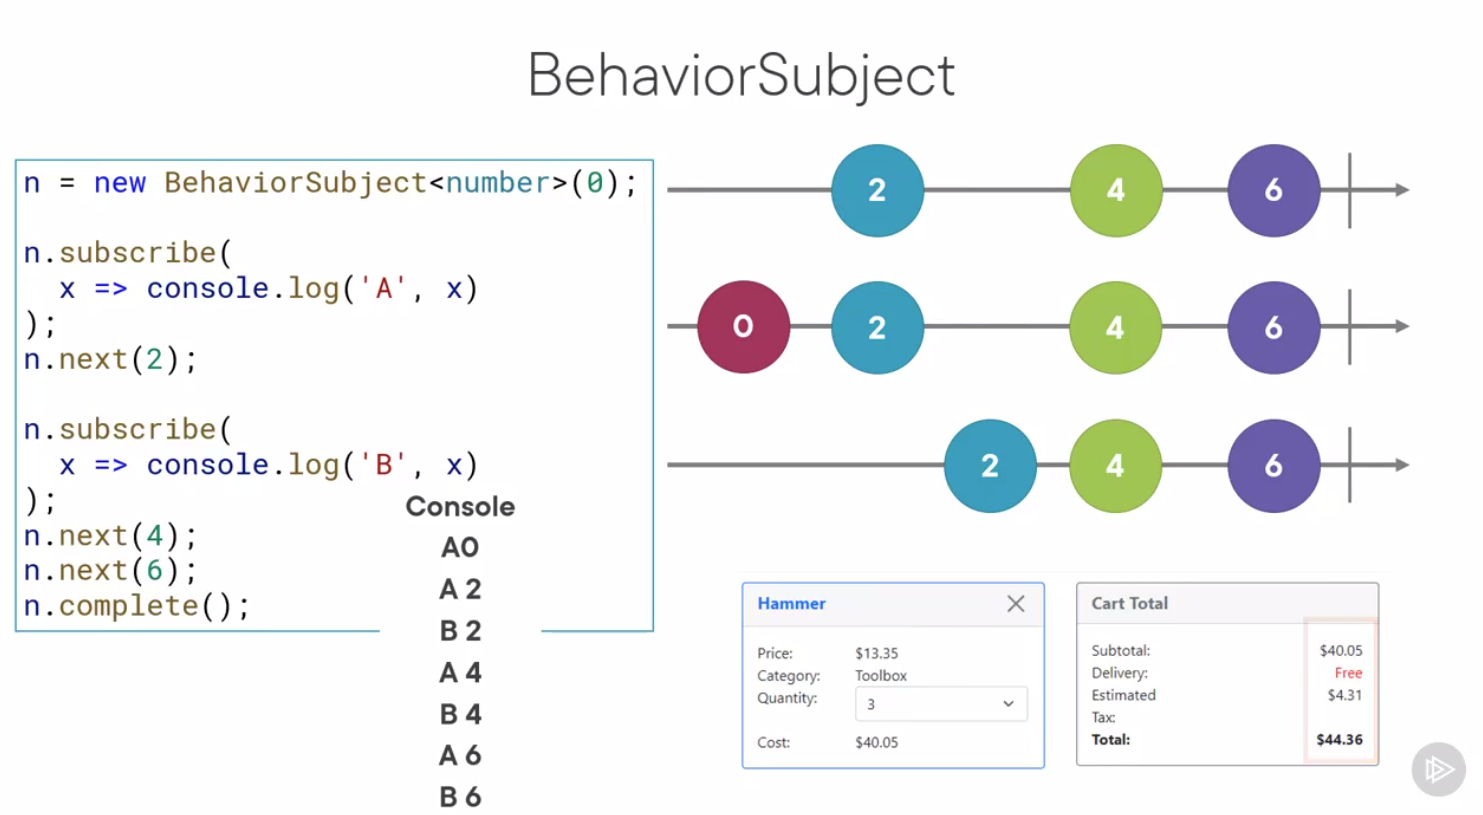 BehaviorSubject
n = new BehaviorSubject<number>(0);
n.subscribe(
x => console.log('A', x)
);
n.next(2);
n.subscribe(
x => console.log('B', x)
);
n.next(4);
n.next(6);
n.complete();
Console
A0
A 2
B 2
A 4
B 4
A 6
B 6
2 4 6
0 2 4 6
2 4 6
Hammer
Price: $13.35
Category: Toolbox
Quantity: 3
Cost: $40.05
Cart Total
Subtotal: $40.05
Delivery: Free
Estimated $4.31
Tax:
Total: $44.36